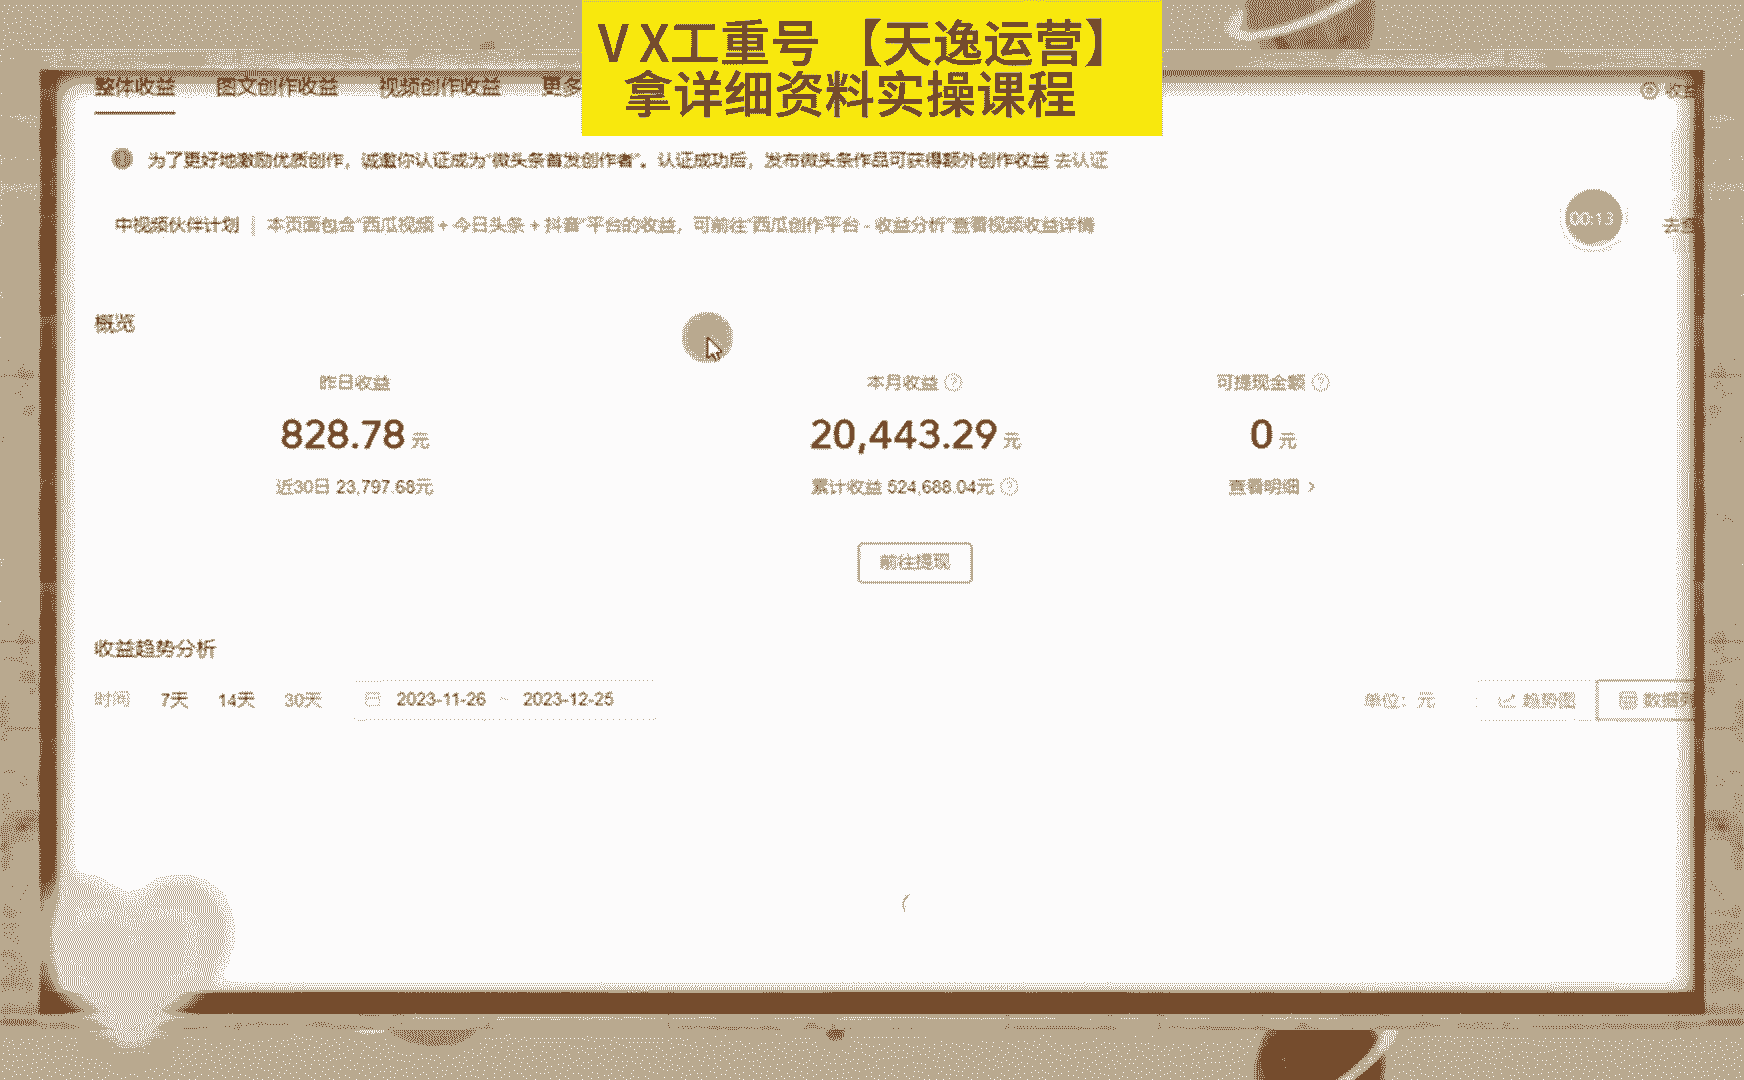 VX工重号 【天逸运营】
拿详细资料实操课程
整体收益 图文创作收益 视频创作收益 更多
收益
为了更好地激励优质创作，诚邀你认证成为“微头条首发创作者”。认证成功后，发布微头条作品可获得额外创作收益 去认证
中视频伙伴计划 | 本页面包含“西瓜视频 + 今日头条 + 抖音”平台的收益，可前往“西瓜创作平台 - 收益分析”查看视频收益详情
00:13
去查
概览
昨日收益 本月收益 可提现金额
828.78 元 20,443.29 元 0 元
近30日 23,797.68元 累计收益 524,688.04元 查看明细 >
前往提现
收益趋势分析
时间 7天 14天 30天 2023-11-26 ~ 2023-12-25 单位：元 趋势图 数据